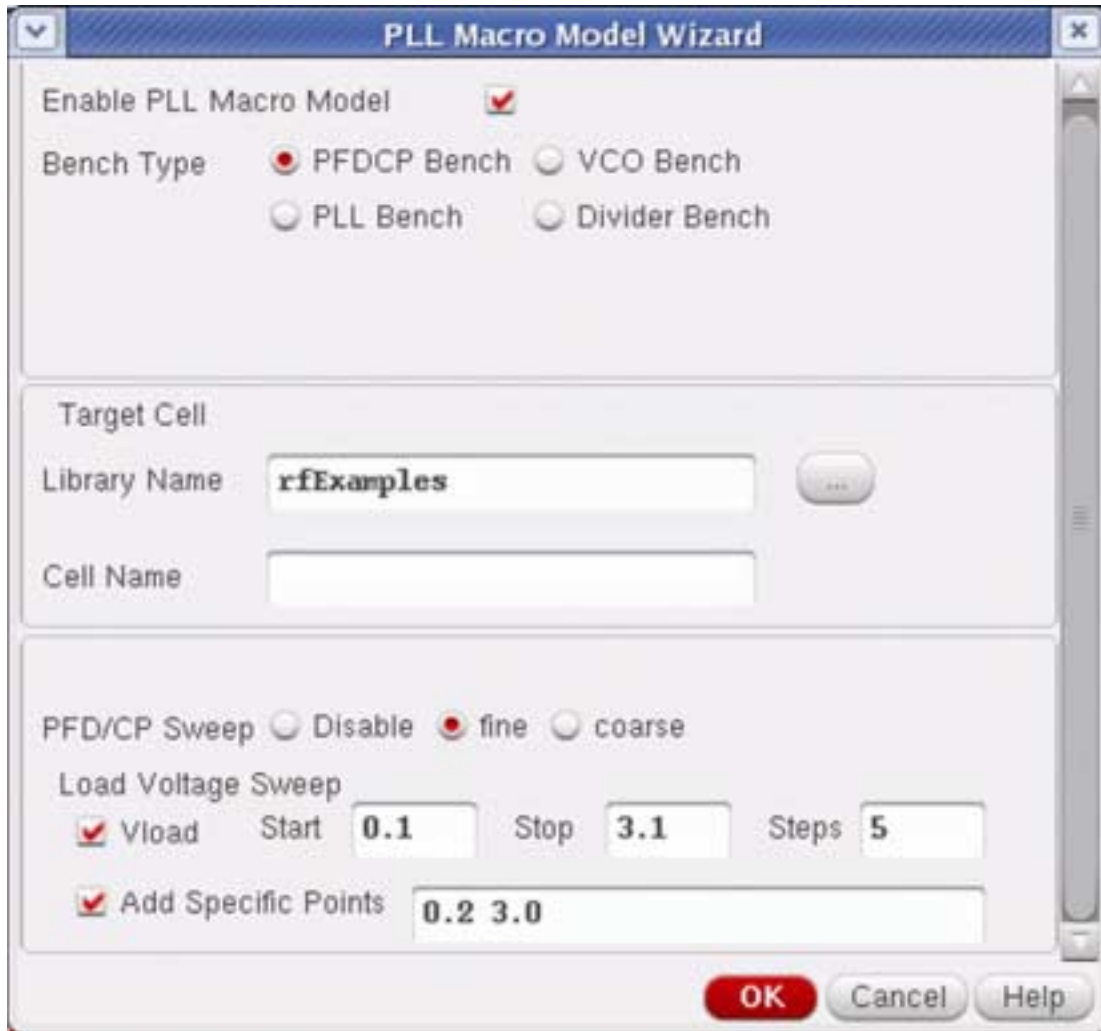 PLL Macro Model Wizard
Enable PLL Macro Model
Bench Type PFDCP Bench VCO Bench
PLL Bench Divider Bench
Target Cell
Library Name rfExamples ...
Cell Name
PFD/CP Sweep Disable fine coarse
Load Voltage Sweep
Vload Start 0.1 Stop 3.1 Steps 5
Add Specific Points 0.2 3.0
OK Cancel Help